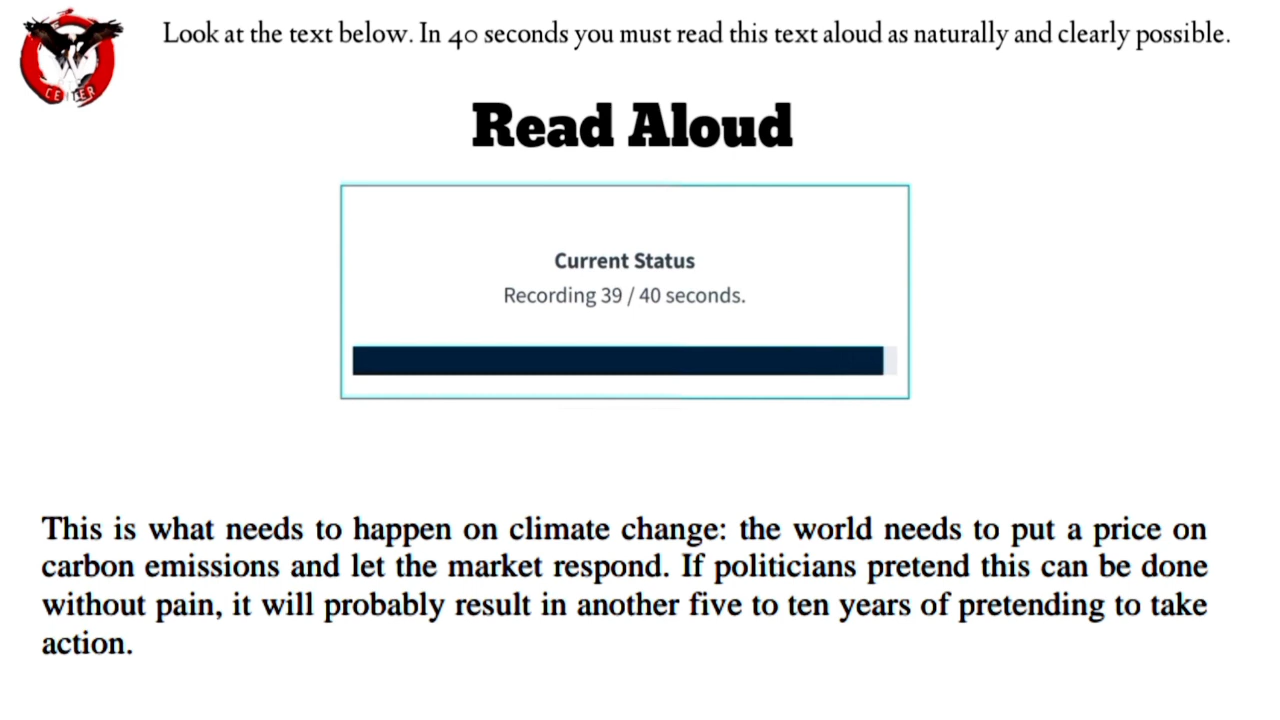 Look at the text below. In 40 seconds you must read this text aloud as naturally and clearly possible.
CENTER
Read Aloud
Current Status
Recording 39 / 40 seconds.
This is what needs to happen on climate change: the world needs to put a price on
carbon emissions and let the market respond. If politicians pretend this can be done
without pain, it will probably result in another five to ten years of pretending to take
action.